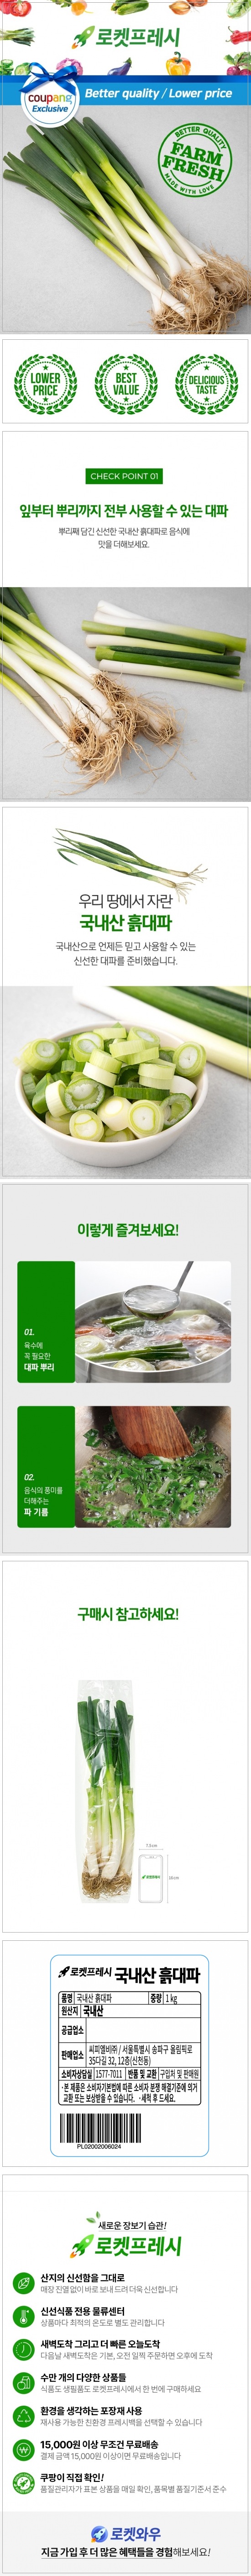 로켓프레시
coupang
Exclusive
Better quality / Lower price
BETTER QUALITY
FARM
FRESH
MADE WITH LOVE
LOWER
PRICE
BEST
VALUE
DELICIOUS
TASTE
CHECK POINT 01
잎부터 뿌리까지 전부 사용할 수 있는 대파
뿌리째 담긴 신선한 국내산 흙대파로 음식에
맛을 더해보세요.
우리 땅에서 자란
국내산 흙대파
국내산으로 언제든 믿고 사용할 수 있는
신선한 대파를 준비했습니다.
이렇게 즐겨보세요!
01.
육수에
꼭 필요한
대파 뿌리
02.
음식의 풍미를
더해주는
파 기름
구매시 참고하세요!
7.5cm
로켓프레시
로켓프레시 국내산 흙대파
품명 국내산 흙대파 중량 1kg
원산지 국내산
공급업소
판매업소 씨피엘비㈜ / 서울특별시 송파구 올림픽로
35다길 32, 12층(신천동)
소비자상담실 1577-7011 반품 및 교환 구입처 및 판매원
· 본 제품은 소비자기본법에 따른 소비자 분쟁 해결기준에 의거
교환 또는 보상받을 수 있습니다. ·세척 후 드세요.
PL02002006024
새로운 장보기 습관!
로켓프레시
산지의 신선함을 그대로
매장 진열 없이 바로 보내 드려 더욱 신선합니다
신선식품 전용 물류센터
상품마다 최적의 온도로 별도 관리합니다
새벽도착 그리고 더 빠른 오늘도착
다음날 새벽도착은 기본, 오전 일찍 주문하면 오후에 도착
수만 개의 다양한 상품들
식품도 생필품도 로켓프레시에서 한 번에 구매하세요
환경을 생각하는 포장재 사용
재사용 가능한 친환경 프레시백을 선택할 수 있습니다
15,000원 이상 무조건 무료배송
결제 금액 15,000원 이상이면 무료배송입니다
쿠팡이 직접 확인!
품질관리자가 표본 상품을 매일 확인, 품목별 품질기준서 준수
로켓와우
지금 가입 후 더 많은 혜택들을 경험해보세요!